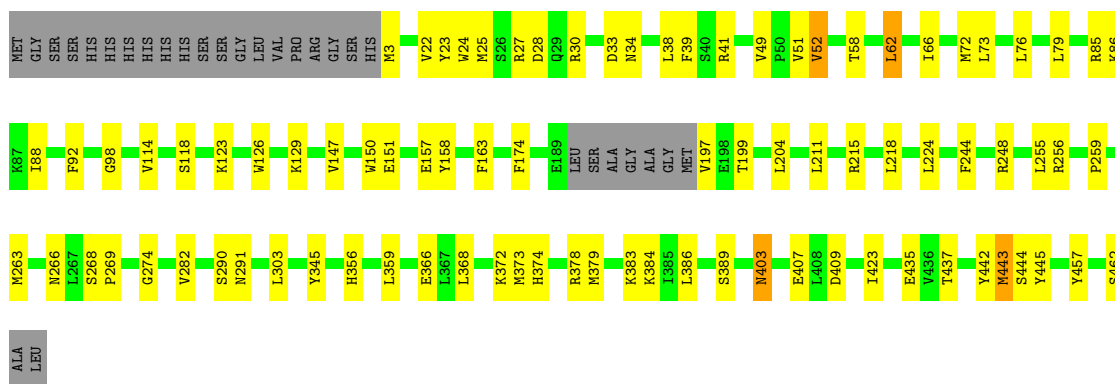 MET GLY SER SER HIS HIS HIS HIS HIS HIS SER SER GLY LEU VAL PRO ARG GLY SER HIS M3 V22 Y23 W24 M25 S26 R27 D28 Q29 R30 D33 N34 L38 F39 S40 R41 V49 P50 V51 V52 T58 L62 I66 M72 L73 L76 L79 R85 K86
K87 I88 F92 G98 V114 S118 K123 W126 K129 V147 W150 E151 E157 Y158 F163 F174 E189 LEU SER ALA GLY ALA GLY MET V197 E198 T199 L204 L211 R215 L218 L224 F244 R248 L255 R256 P259
M263 N266 L267 S268 P269 G274 V282 S290 N291 L303 Y345 H356 L359 E366 L367 L368 K372 M373 H374 R378 M379 K383 K384 I385 L386 S389 N403 E407 L408 D409 I423 E435 V436 T437 Y442 M443 S444 Y445 Y457 S462
ALA LEU